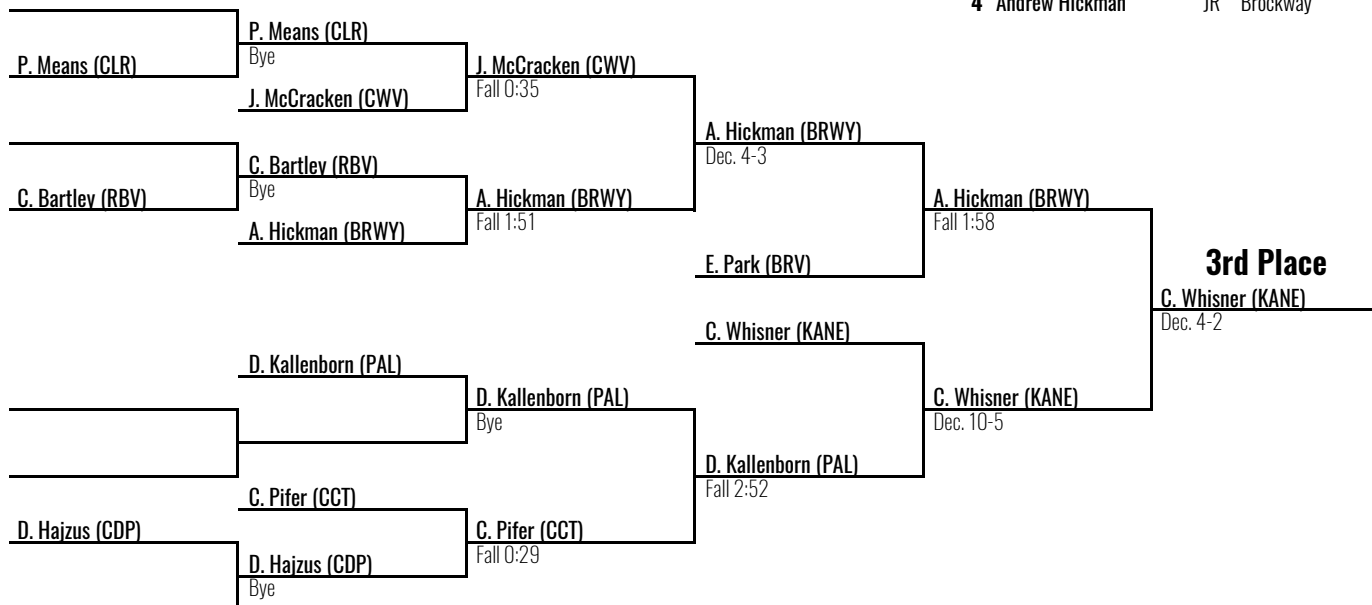 4 Andrew Hickman JR Brockway
P. Means (CLR)
P. Means (CLR)
Bye
J. McCracken (CWV)
J. McCracken (CWV)
Fall 0:35
C. Bartley (RBV)
C. Bartley (RBV)
Bye
A. Hickman (BRWY)
A. Hickman (BRWY)
Fall 1:51
A. Hickman (BRWY)
Dec. 4-3
E. Park (BRV)
A. Hickman (BRWY)
Fall 1:58
3rd Place
C. Whisner (KANE)
Dec. 4-2
C. Whisner (KANE)
D. Kallenborn (PAL)
D. Kallenborn (PAL)
Bye
C. Whisner (KANE)
Dec. 10-5
D. Kallenborn (PAL)
Fall 2:52
C. Pifer (CCT)
C. Pifer (CCT)
Fall 0:29
D. Hajzus (CDP)
D. Hajzus (CDP)
Bye